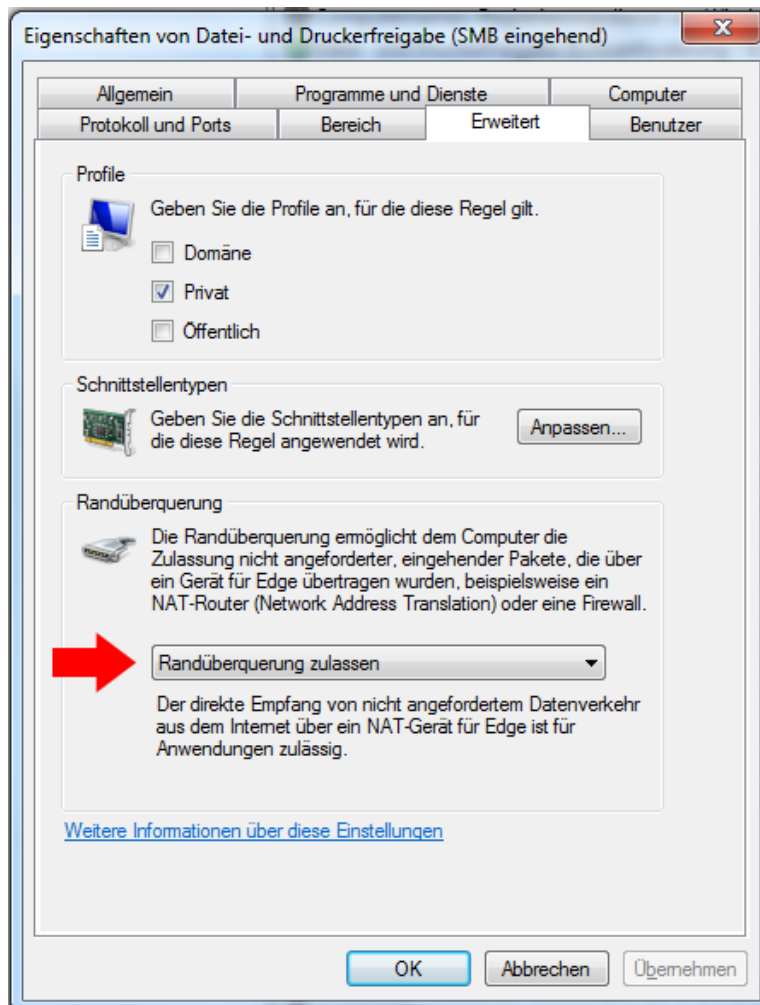 Eigenschaften von Datei- und Druckerfreigabe (SMB eingehend)
Allgemein
Programme und Dienste
Computer
Protokoll und Ports
Bereich
Erweitert
Benutzer
Profile
Geben Sie die Profile an, für die diese Regel gilt.
Domäne
Privat
Öffentlich
Schnittstellentypen
Geben Sie die Schnittstellentypen an, für
die diese Regel angewendet wird.
Anpassen...
Randüberquerung
Die Randüberquerung ermöglicht dem Computer die
Zulassung nicht angeforderter, eingehender Pakete, die über
ein Gerät für Edge übertragen wurden, beispielsweise ein
NAT-Router (Network Address Translation) oder eine Firewall.
Randüberquerung zulassen
Der direkte Empfang von nicht angefordertem Datenverkehr
aus dem Internet über ein NAT-Gerät für Edge ist für
Anwendungen zulässig.
Weitere Informationen über diese Einstellungen
OK
Abbrechen
Übernehmen